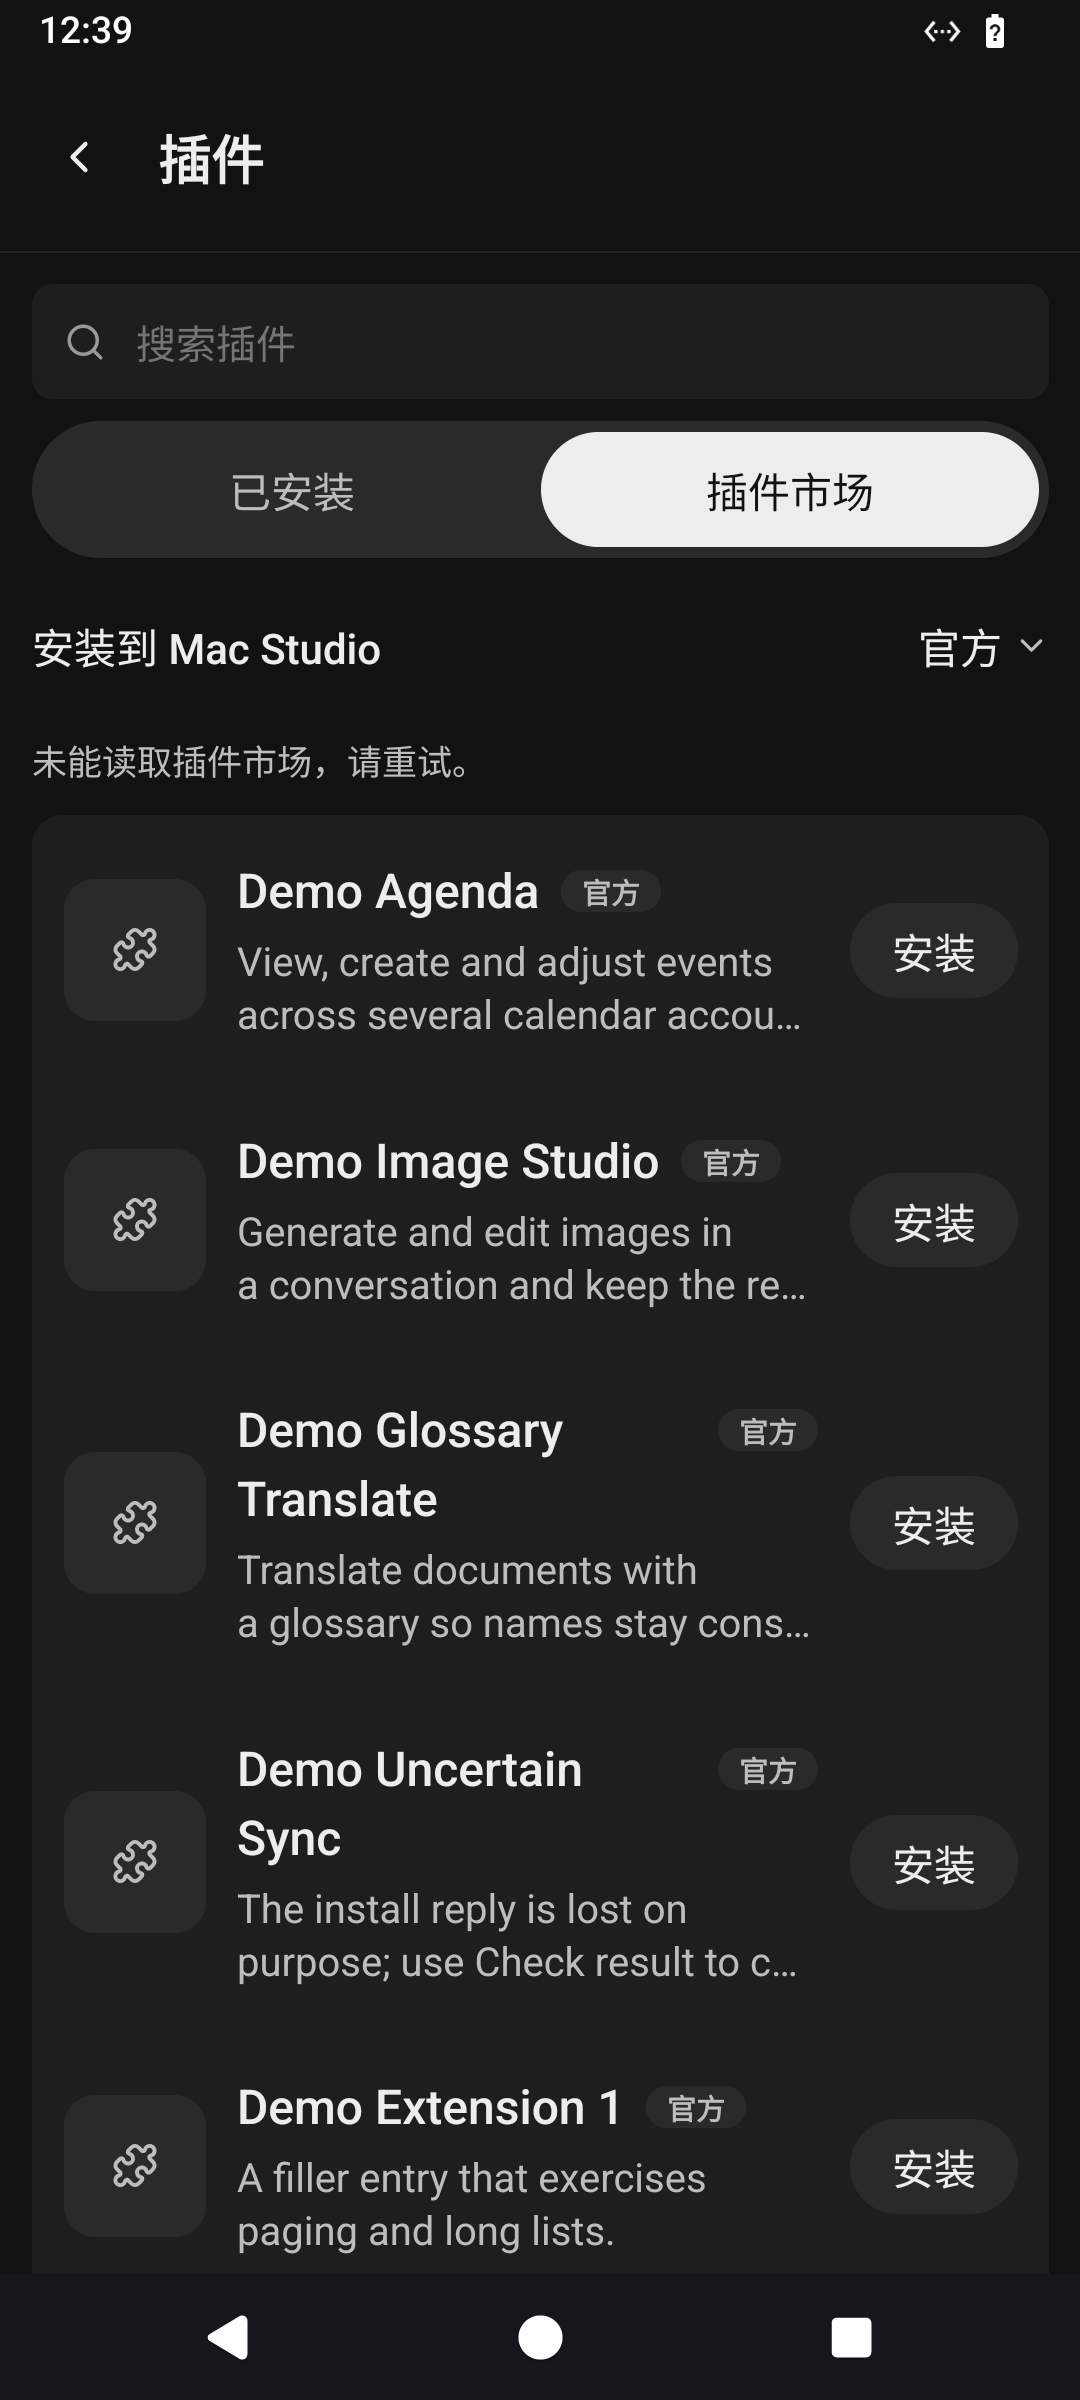 12:39
插件
搜索插件
已安装
插件市场
安装到 Mac Studio
官方
未能读取插件市场，请重试。
Demo Agenda 官方
View, create and adjust events
across several calendar accou…
安装
Demo Image Studio 官方
Generate and edit images in
a conversation and keep the re…
安装
Demo Glossary 官方
Translate
Translate documents with
a glossary so names stay cons…
安装
Demo Uncertain 官方
Sync
The install reply is lost on
purpose; use Check result to c…
安装
Demo Extension 1 官方
A filler entry that exercises
paging and long lists.
安装